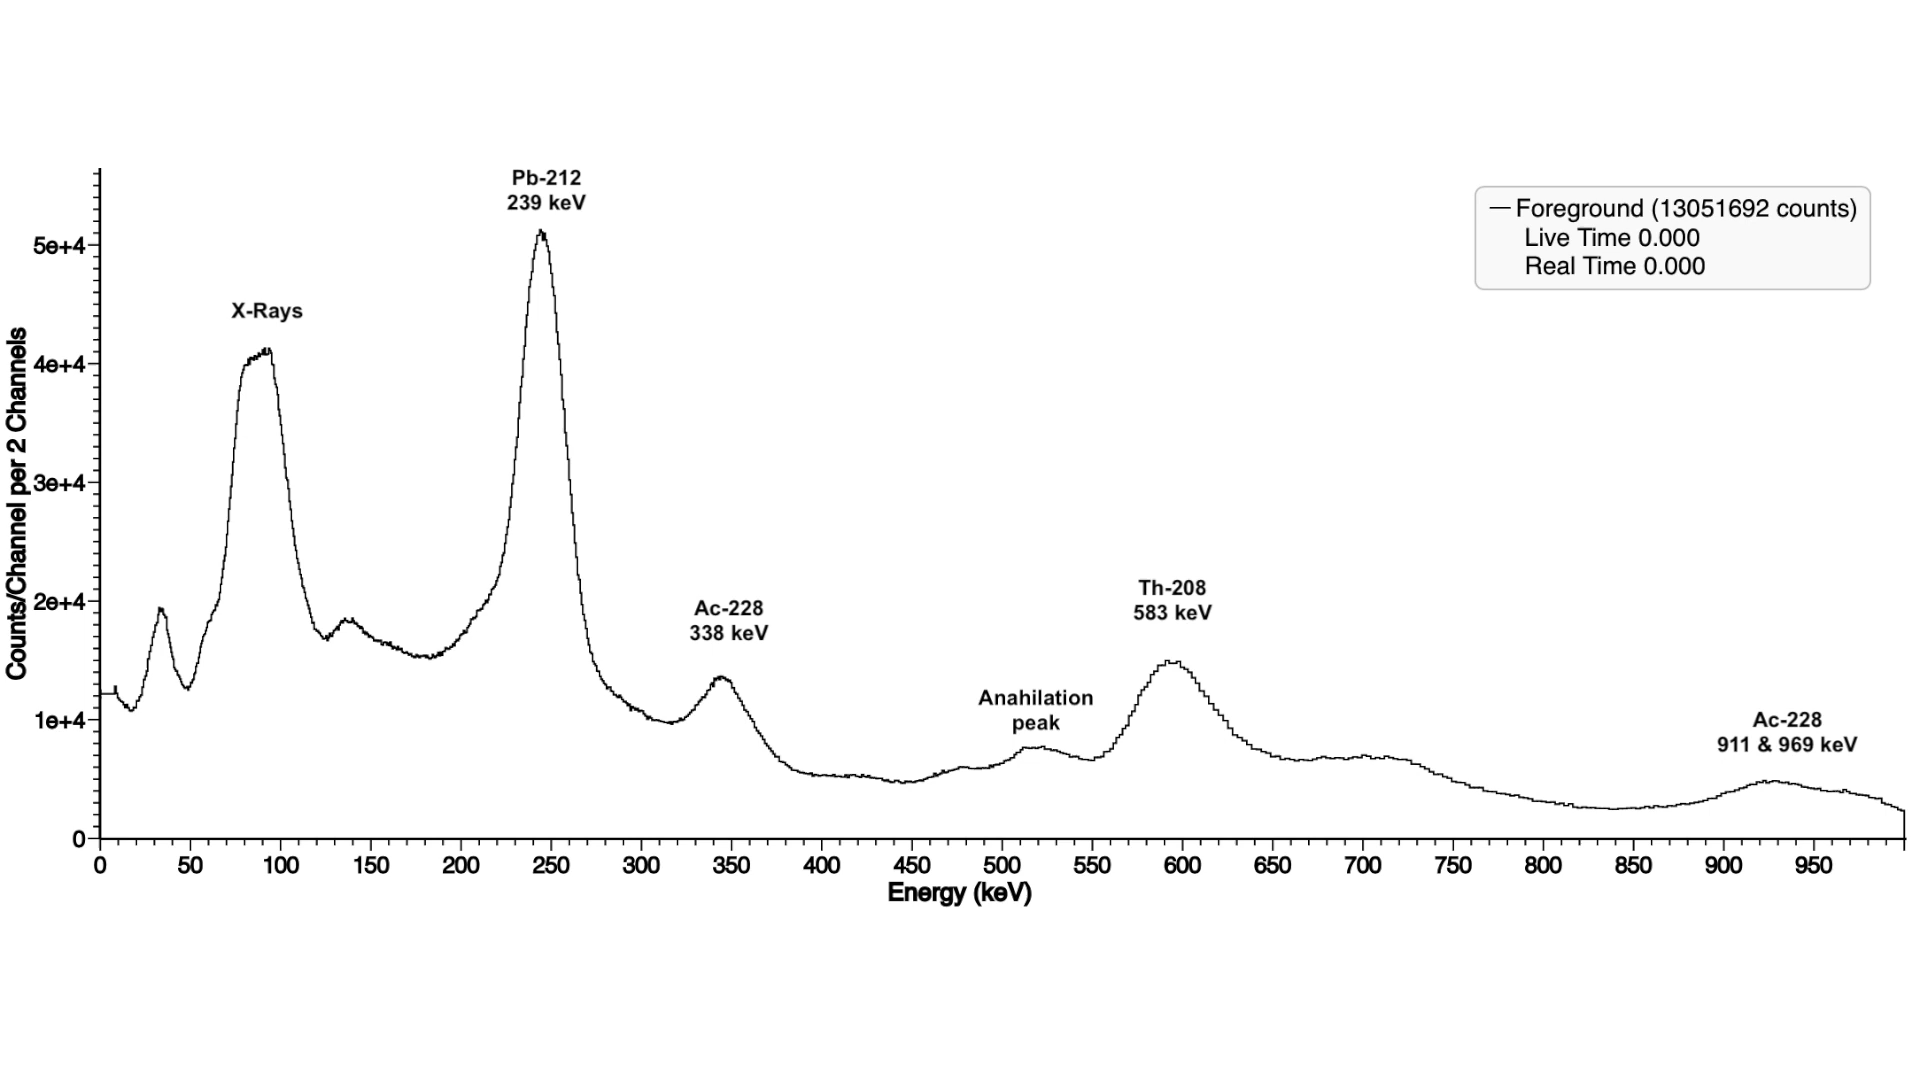 Pb-212
239 keV
X-Rays
Ac-228
338 keV
Anahilation
peak
Th-208
583 keV
Ac-228
911 & 969 keV
Foreground (13051692 counts)
Live Time 0.000
Real Time 0.000
Counts/Channel per 2 Channels
5e+4
4e+4
3e+4
2e+4
1e+4
0
0 50 100 150 200 250 300 350 400 450 500 550 600 650 700 750 800 850 900 950
Energy (keV)